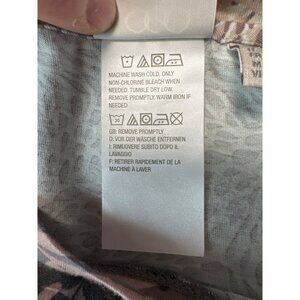 MACHINE WASH COLD. ONLY
NON-CHLORINE BLEACH WHEN
NEEDED. TUMBLE DRY LOW.
REMOVE PROMPTLY. WARM IRON IF
NEEDED.
30
GB: REMOVE PROMPTLY
D: VOR DER WÄSCHE ENTFERNEN
I: RIMUOVERE SUBITO DOPO IL
LAVAGGIO
F: RETIRER RAPIDEMENT DE LA
MACHINE À LAVER